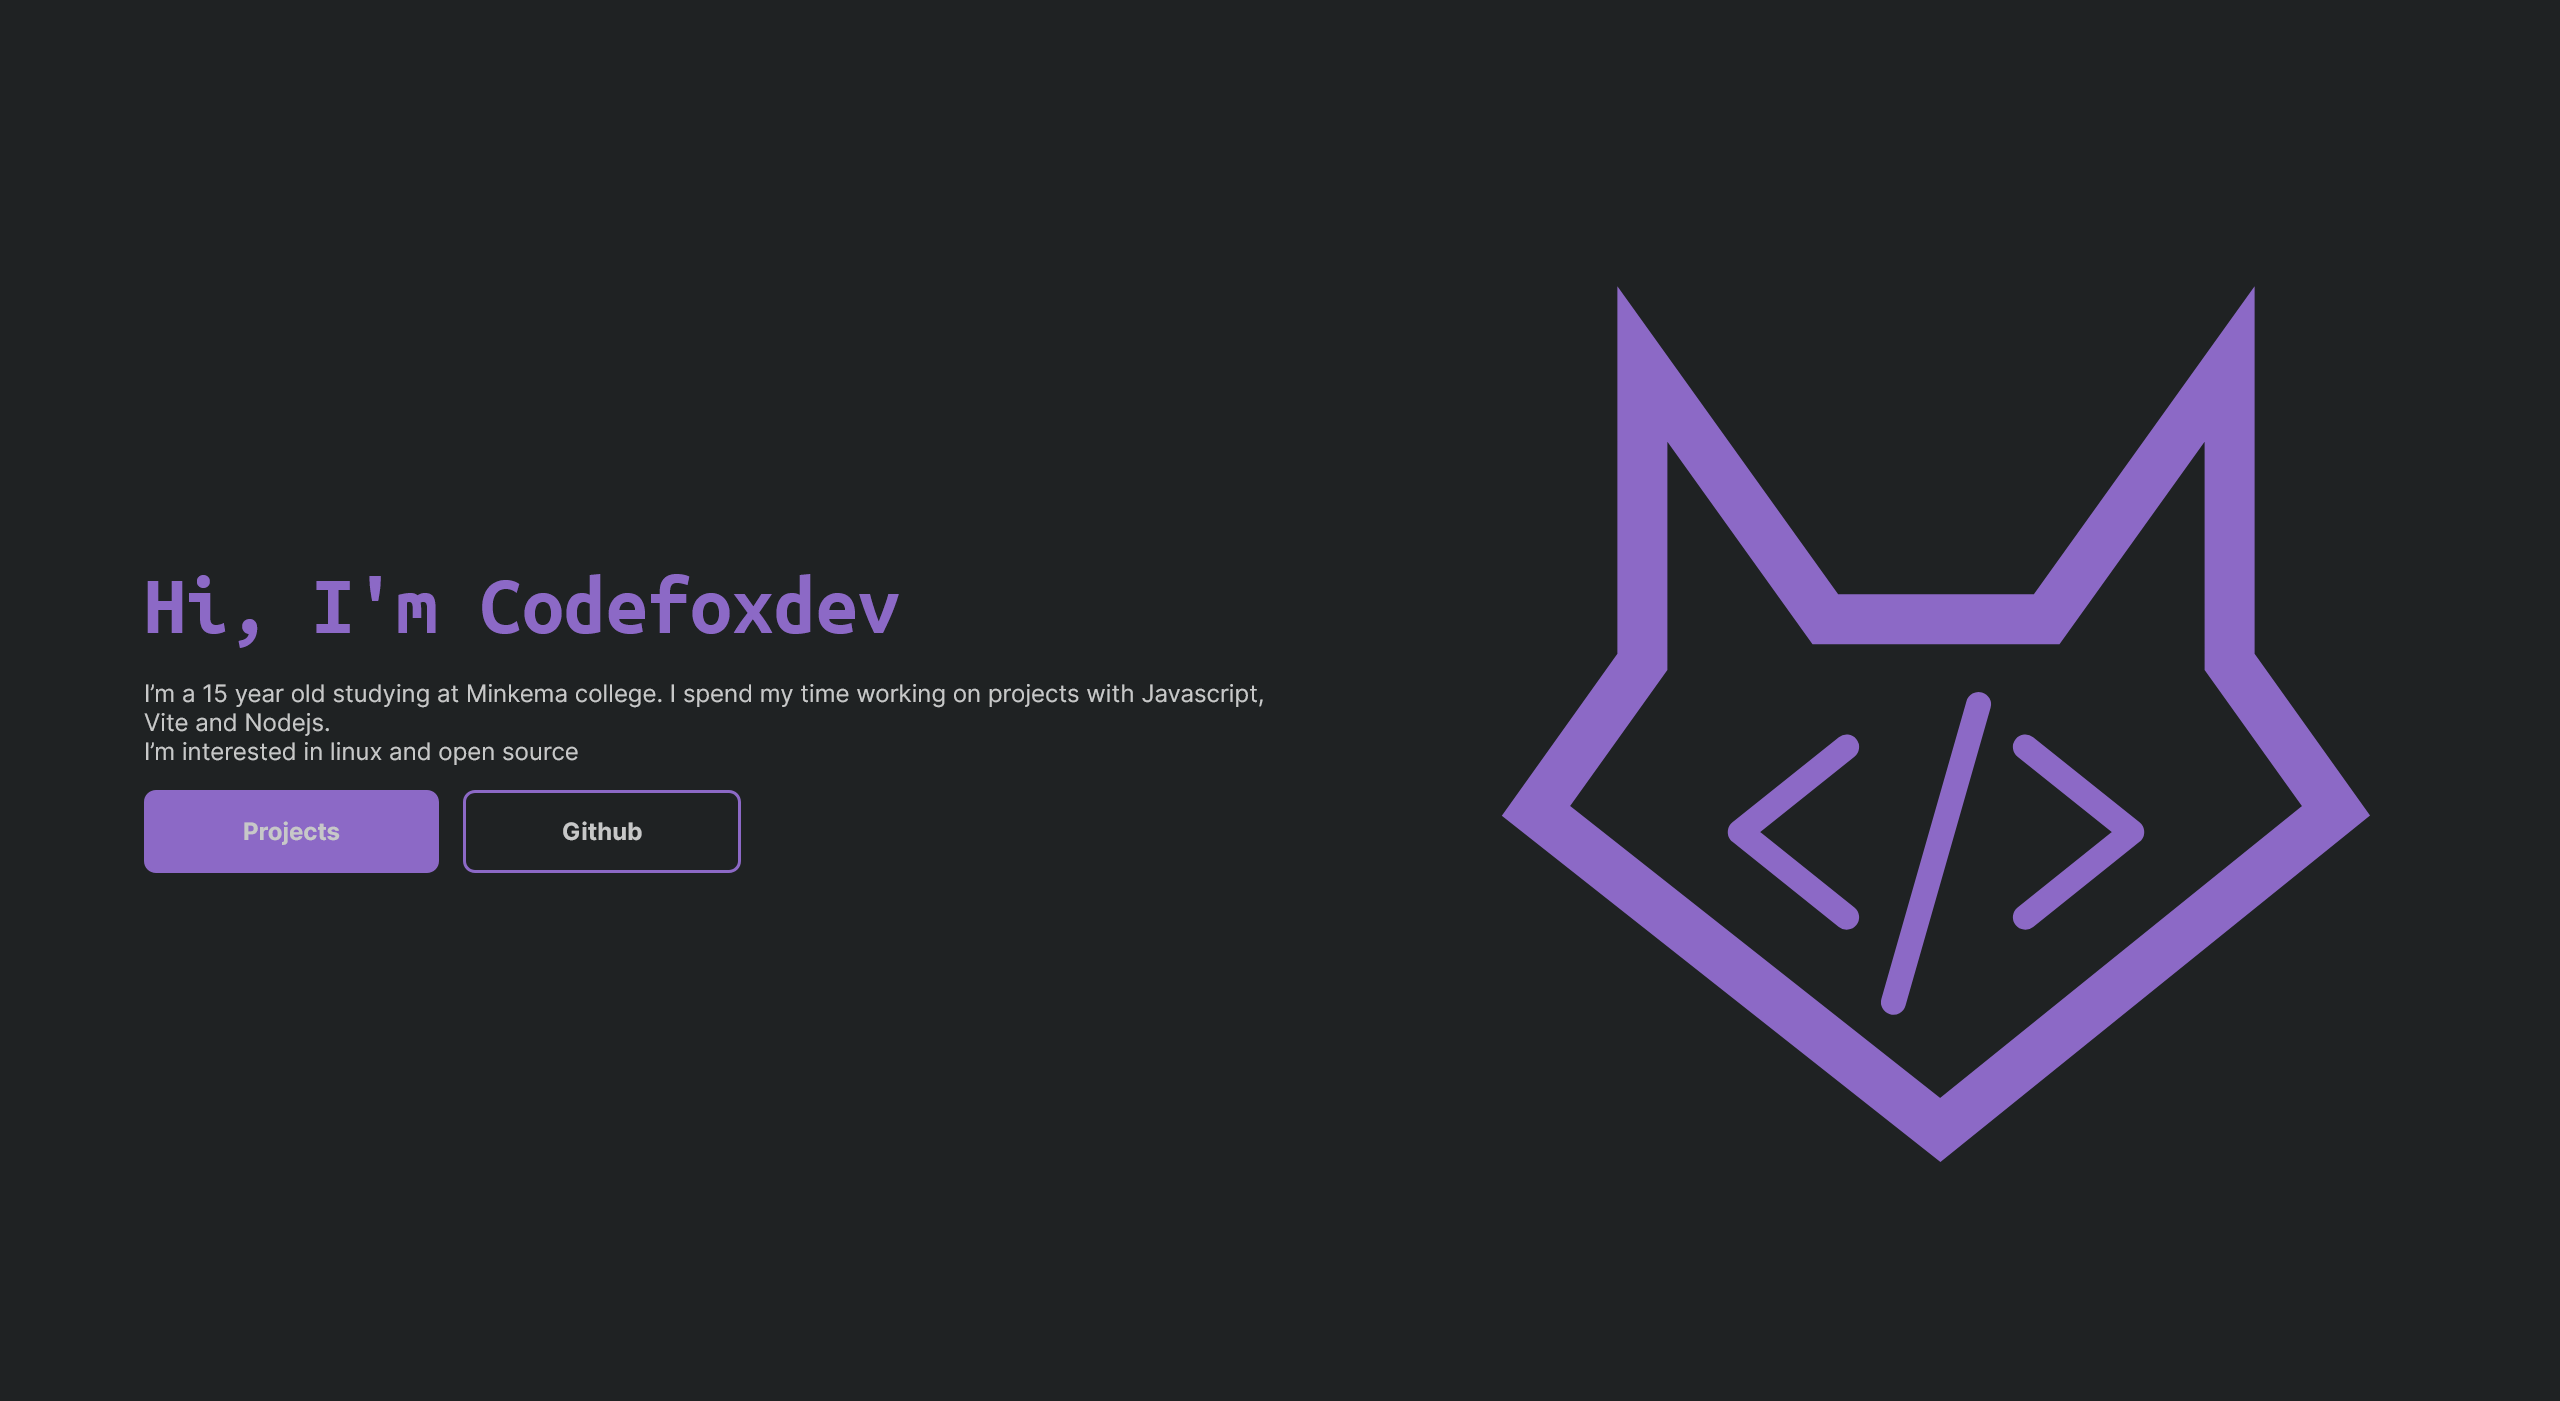 Hi, I'm Codefoxdev
I’m a 15 year old studying at Minkema college. I spend my time working on projects with Javascript,
Vite and Nodejs.
I’m interested in linux and open source
Projects
Github
</>